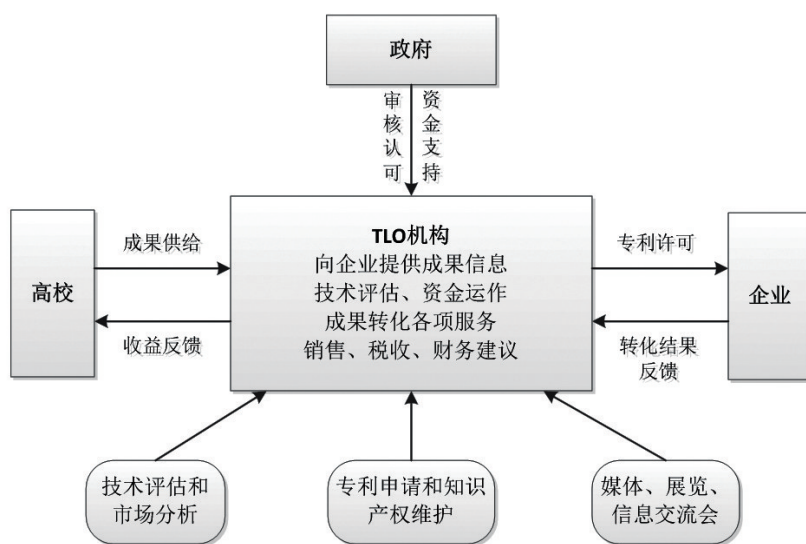 政府
审核认可
资金支持
TLO机构
向企业提供成果信息
技术评估、资金运作
成果转化各项服务
销售、税收、财务建议
高校
成果供给
收益反馈
专利许可
转化结果
反馈
企业
技术评估和
市场分析
专利申请和知识
产权维护
媒体、展览、
信息交流会